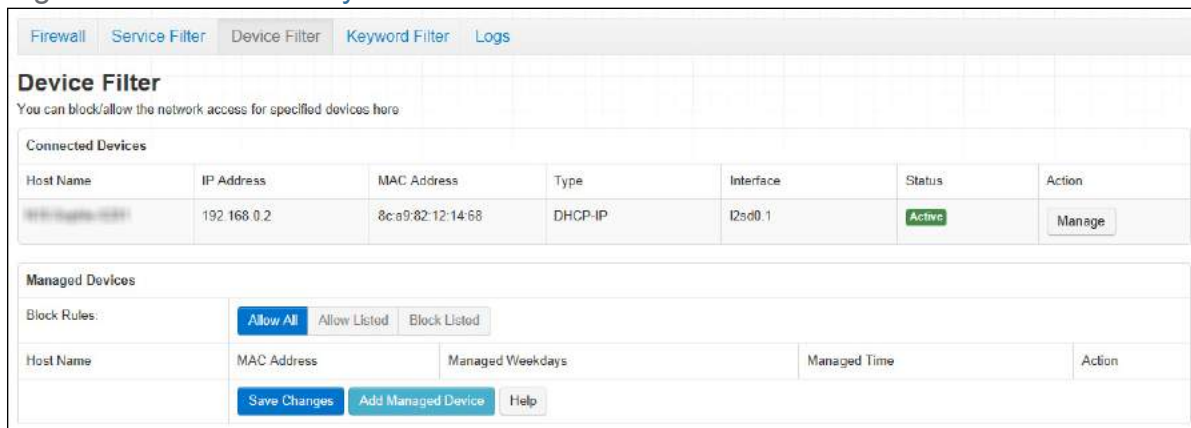 Firewall Service Filter Device Filter Keyword Filter Logs
Device Filter
You can block/allow the network access for specified devices here
Connected Devices
Host Name IP Address MAC Address Type Interface Status Action
192.168.0.2 8c:a9:82:12:14:68 DHCP-IP l2sd0.1 Active Manage
Managed Devices
Block Rules: Allow All Allow Listed Block Listed
Host Name MAC Address Managed Weekdays Managed Time Action
Save Changes Add Managed Device Help